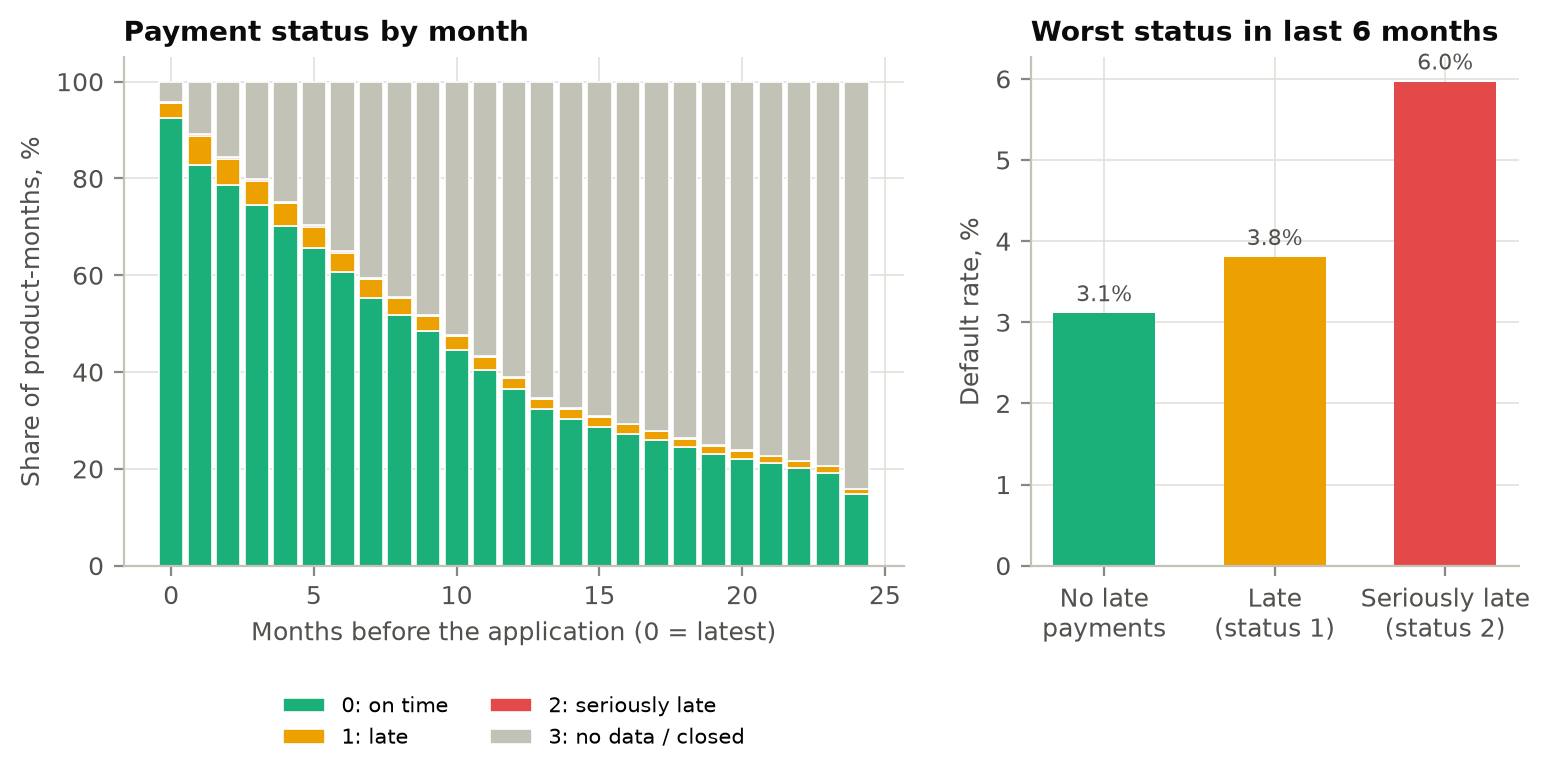 Payment status by month
Share of product-months, %
100
80
60
40
20
0
0 5 10 15 20 25
Months before the application (0 = latest)
0: on time
1: late
2: seriously late
3: no data / closed
Worst status in last 6 months
Default rate, %
6
5
4
3
2
1
0
3.1%
3.8%
6.0%
No late
payments
Late
(status 1)
Seriously late
(status 2)